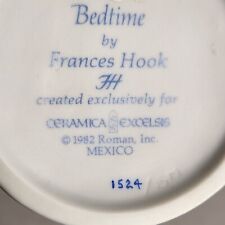 Bedtime
by
Frances Hook
FH
created exclusively for
CERAMICA EXCELSIS
© 1982 Roman, Inc.
MEXICO
1524